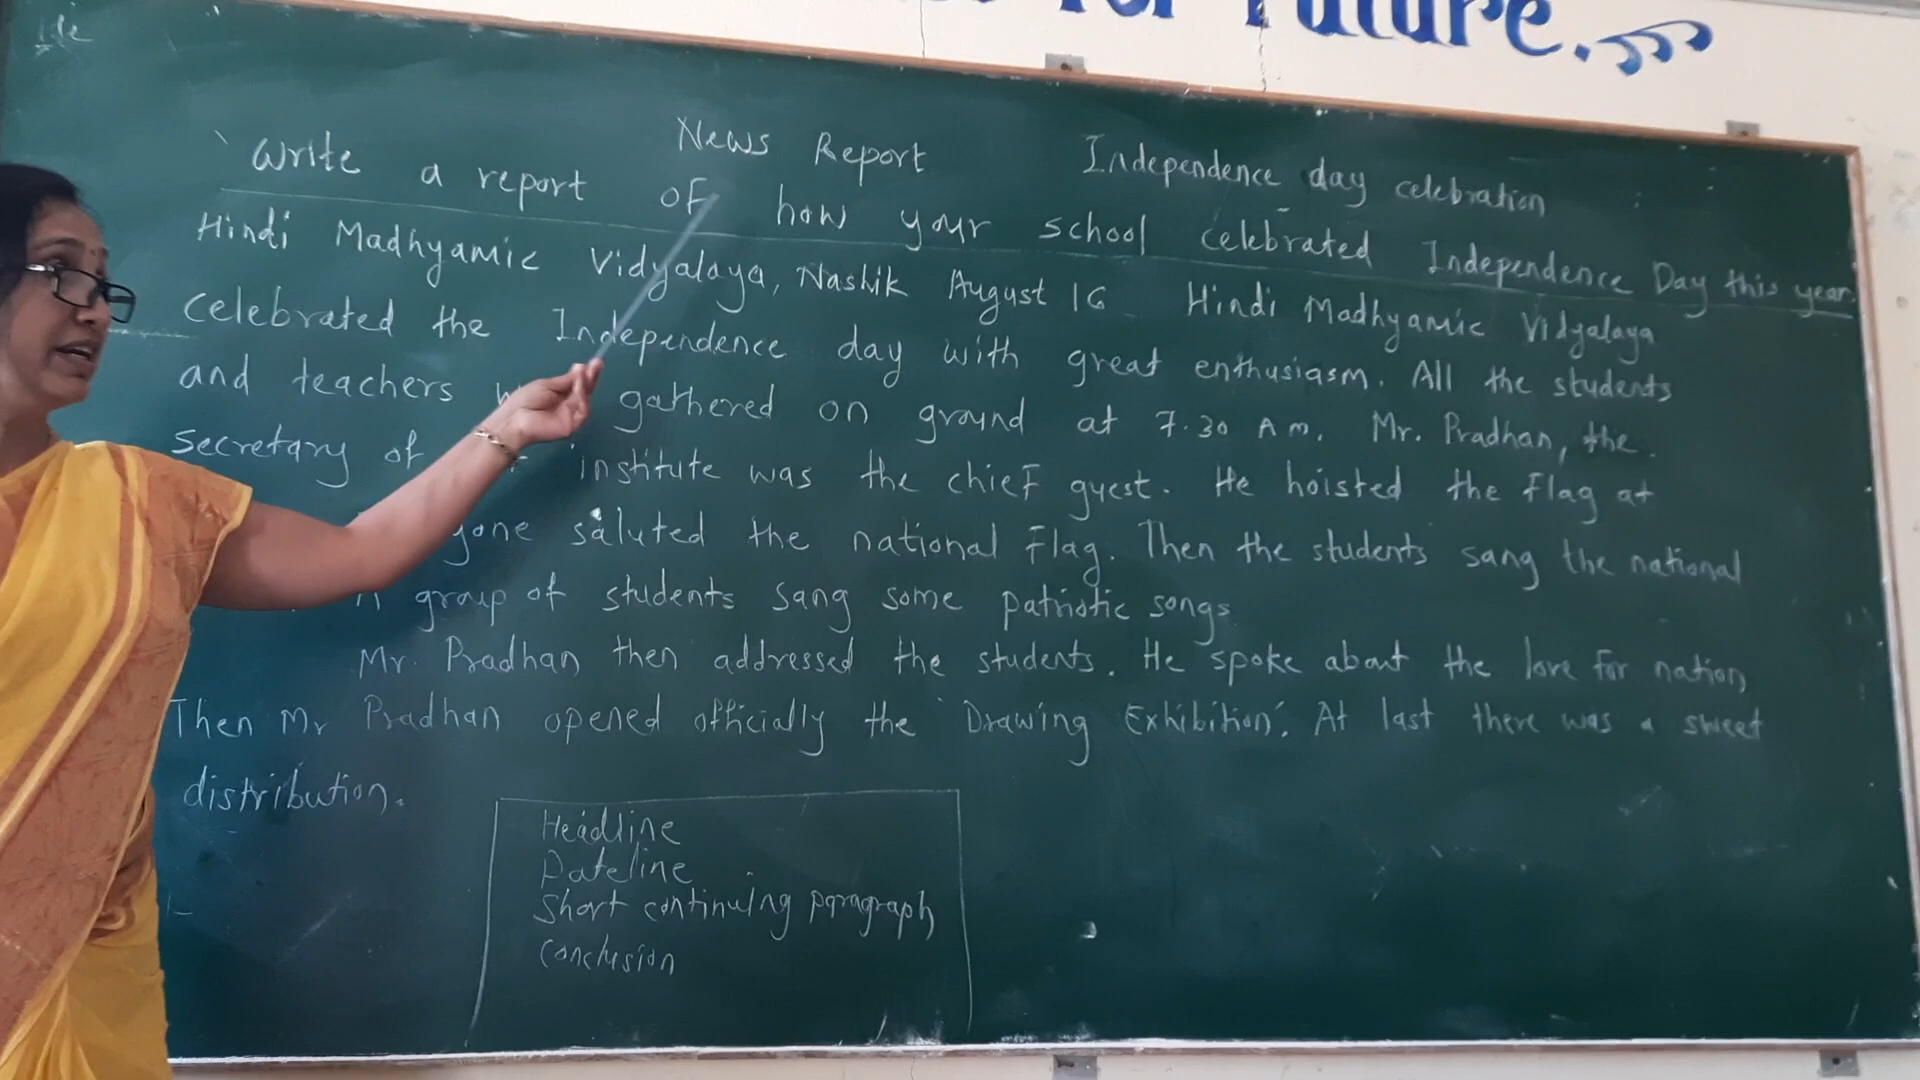 for Future.
News Report Independence day celebration
Write a report of how your school celebrated Independence Day this year.
Hindi Madhyamic Vidyalaya, Nashik August 16 Hindi Madhyamic Vidyalaya
celebrated the Independence day with great enthusiasm. All the students
and teachers gathered on ground at 7.30 Am. Mr. Pradhan, the
secretary of institute was the chief guest. He hoisted the flag at
saluted the national Flag. Then the students sang the national
A group of students sang some patriotic songs
Mr. Pradhan then addressed the students. He spoke about the love for nation
Then Mr Pradhan opened officially the 'Drawing Exhibition'. At last there was a sweet
distribution.
Headline
Dateline
Short continuing paragraph
Conclusion